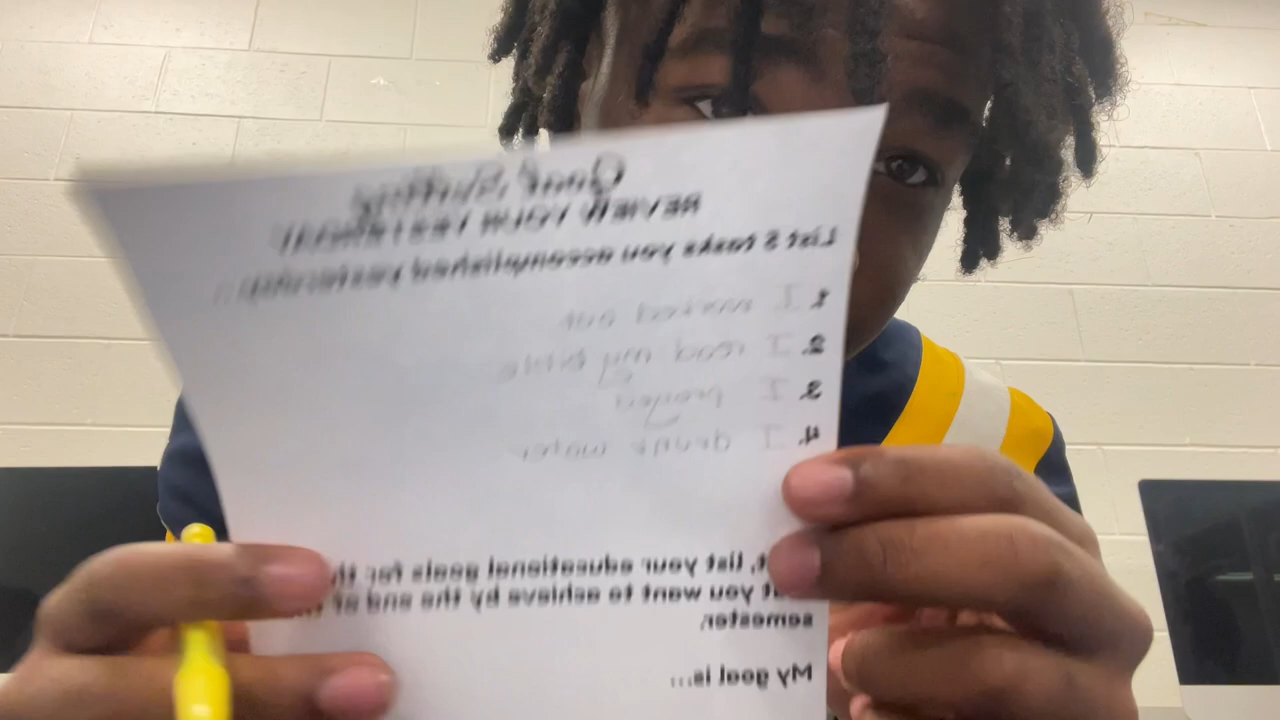 Goal Setting
REVIEW YOUR YESTERDAY
List 5 tasks you accomplished yesterday:
1. I worked out
2. I read my bible
3. I prayed
4. I drank water
list your educational goals for
you want to achieve by the end of
semester.
My goal is...